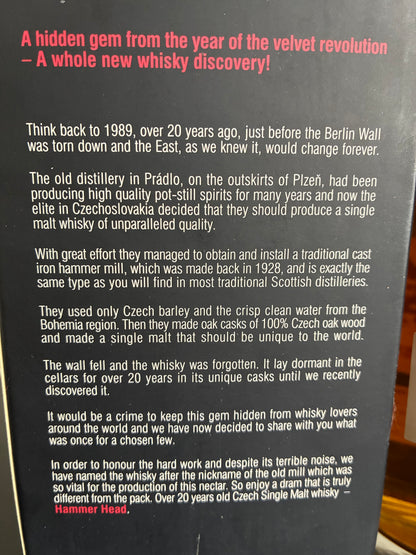 A hidden gem from the year of the velvet revolution
– A whole new whisky discovery!
Think back to 1989, over 20 years ago, just before the Berlin Wall
was torn down and the East, as we knew it, would change forever.
The old distillery in Prádlo, on the outskirts of Plzeň, had been
producing high quality pot-still spirits for many years and now the
elite in Czechoslovakia decided that they should produce a single
malt whisky of unparalleled quality.
With great effort they managed to obtain and install a traditional cast
iron hammer mill, which was made back in 1928, and is exactly the
same type as you will find in most traditional Scottish distilleries.
They used only Czech barley and the crisp clean water from the
Bohemia region. Then they made oak casks of 100% Czech oak wood
and made a single malt that should be unique to the world.
The wall fell and the whisky was forgotten. It lay dormant in the
cellars for over 20 years in its unique casks until we recently
discovered it.
It would be a crime to keep this gem hidden from whisky lovers
around the world and we have now decided to share with you what
was once for a chosen few.
In order to honour the hard work and despite its terrible noise, we
have named the whisky after the nickname of the old mill which was
so vital for the production of this nectar. So enjoy a dram that is truly
different from the pack. Over 20 years old Czech Single Malt whisky –
Hammer Head.